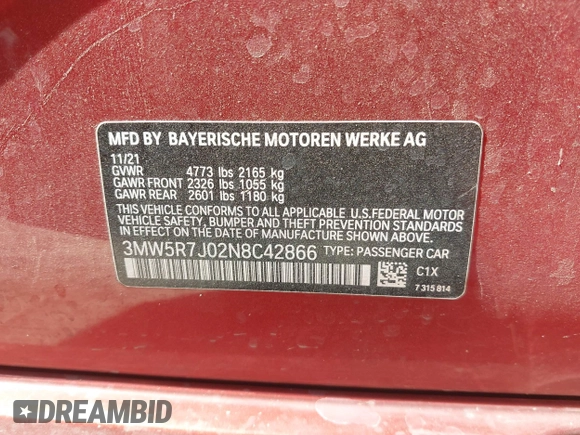 MFD BY BAYERISCHE MOTOREN WERKE AG
11/21
GVWR 4773 lbs 2165 kg
GAWR FRONT 2326 lbs 1055 kg
GAWR REAR 2601 lbs 1180 kg
THIS VEHICLE CONFORMS TO ALL APPLICABLE U.S.FEDERAL MOTOR
VEHICLE SAFETY, BUMPER AND THEFT PREVENTION STANDARDS
IN EFFECT ON THE DATE OF MANUFACTURE SHOWN ABOVE.
3MW5R7J02N8C42866 TYPE: PASSENGER CAR
C1X
7 315 814
DREAMBID